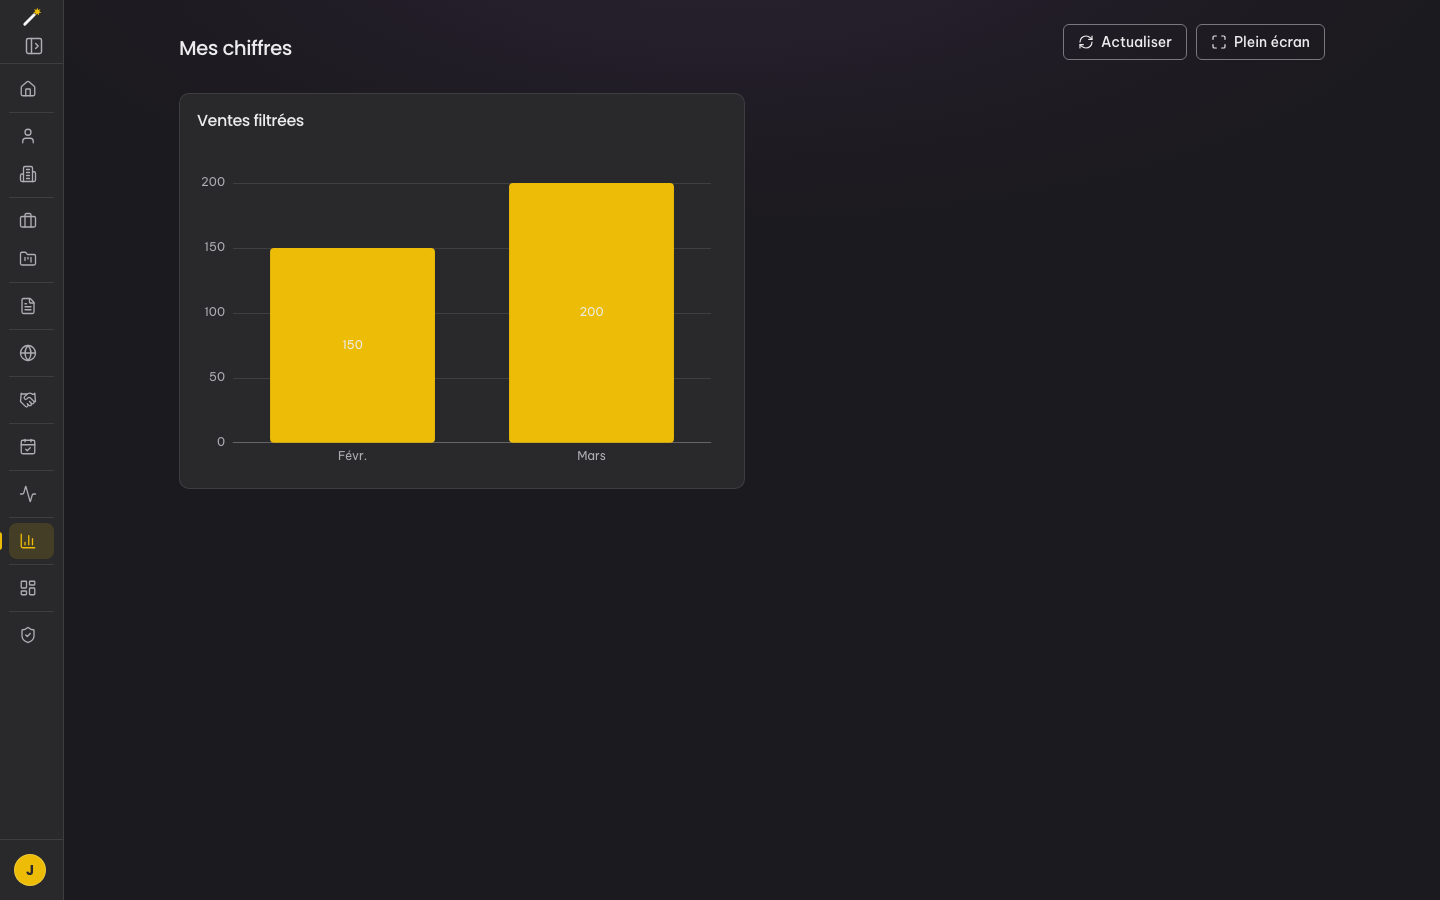 Mes chiffres
Actualiser
Plein écran
Ventes filtrées
200
150
100
50
0
150
200
Févr.
Mars
J